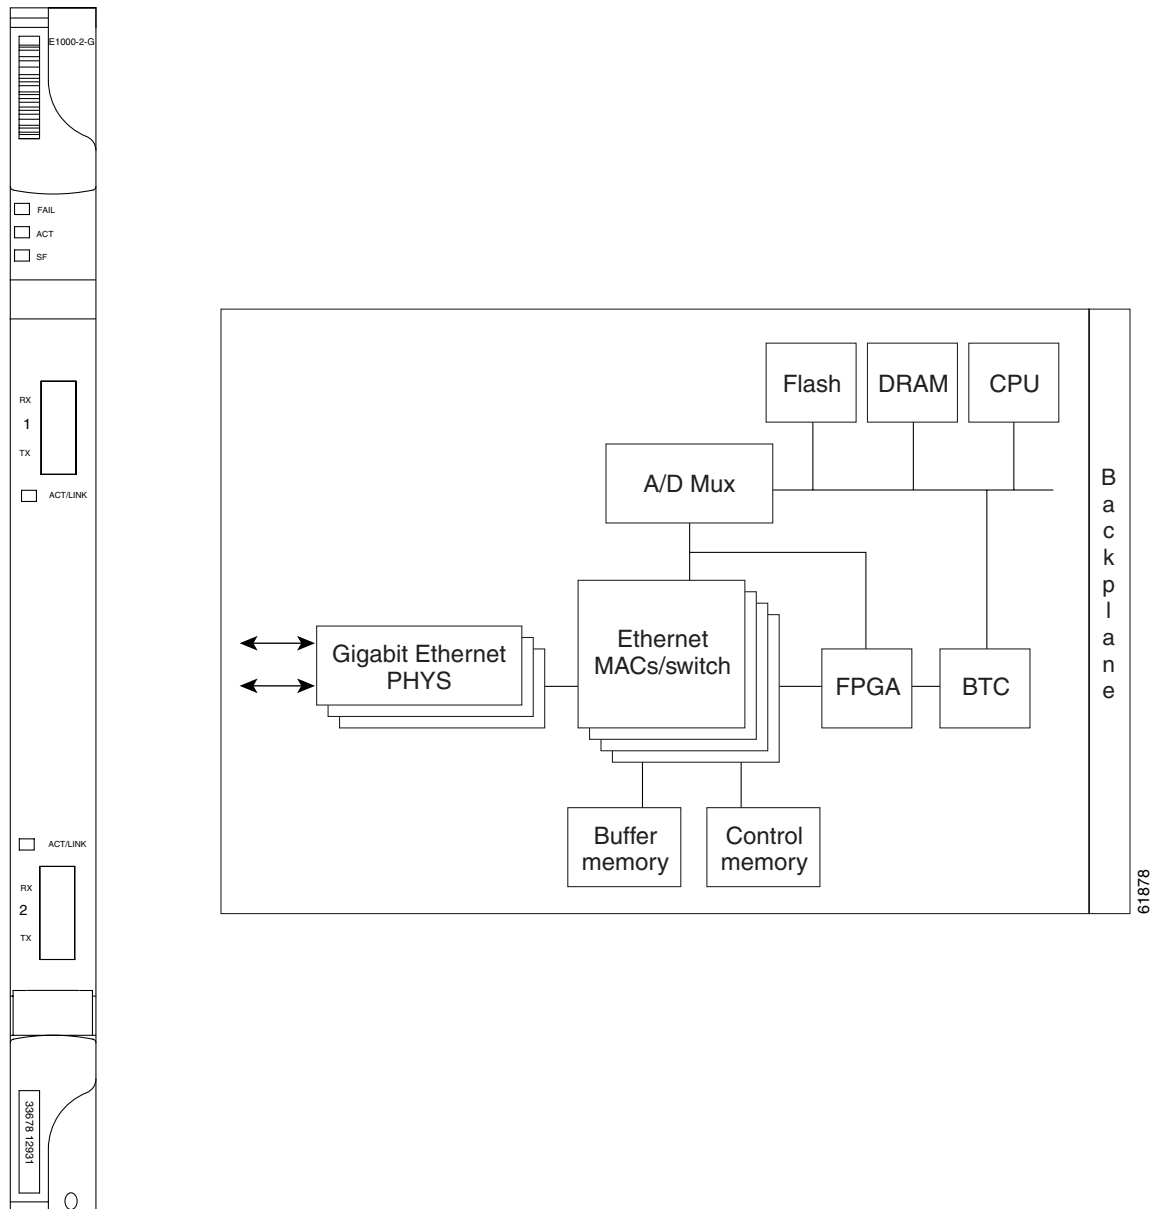 E1000-2-G
FAIL
ACT
SF
RX
1
TX
ACT/LINK
ACT/LINK
RX
2
TX
33678 12931
Flash
DRAM
CPU
A/D Mux
Ethernet
MACs/switch
Gigabit Ethernet
PHYS
FPGA
BTC
Buffer
memory
Control
memory
Backplane
61878